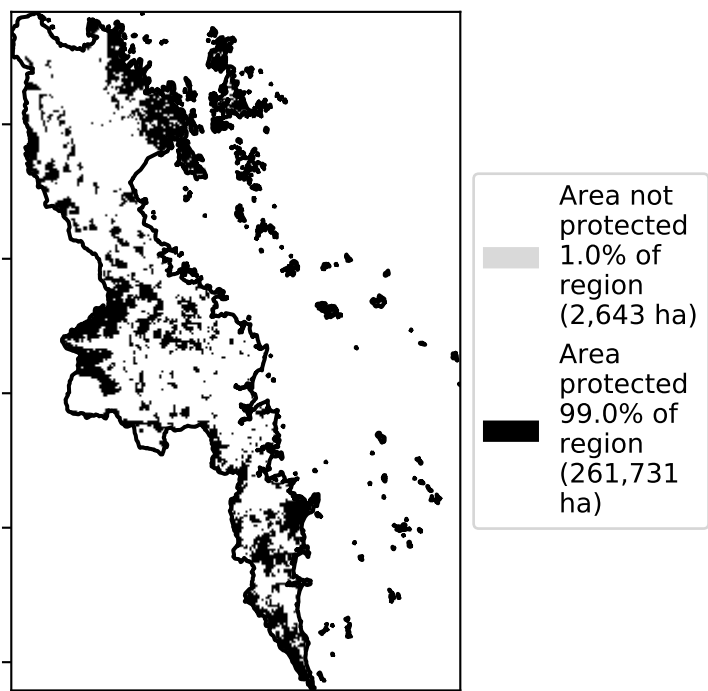 Area not
protected
1.0% of
region
(2,643 ha)
Area
protected
99.0% of
region
(261,731
ha)